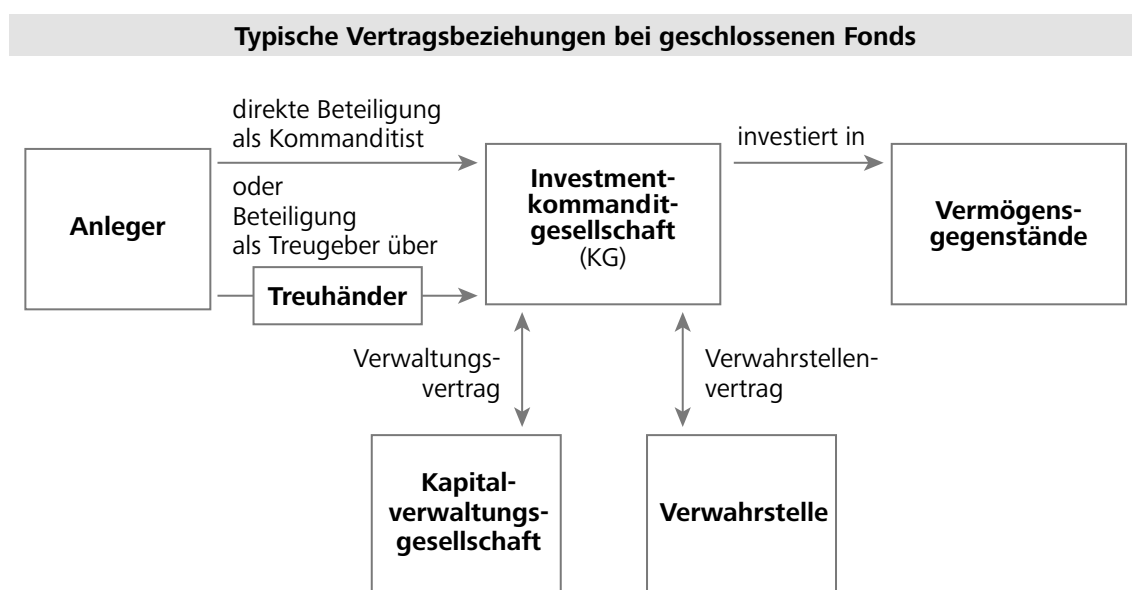 Typische Vertragsbeziehungen bei geschlossenen Fonds
direkte Beteiligung
als Kommanditist
oder
Beteiligung
als Treugeber über
Anleger
Treuhänder
Investment-
kommandit-
gesellschaft
(KG)
investiert in
Vermögens-
gegenstände
Verwaltungs-
vertrag
Verwahrstellen-
vertrag
Kapital-
verwaltungs-
gesellschaft
Verwahrstelle